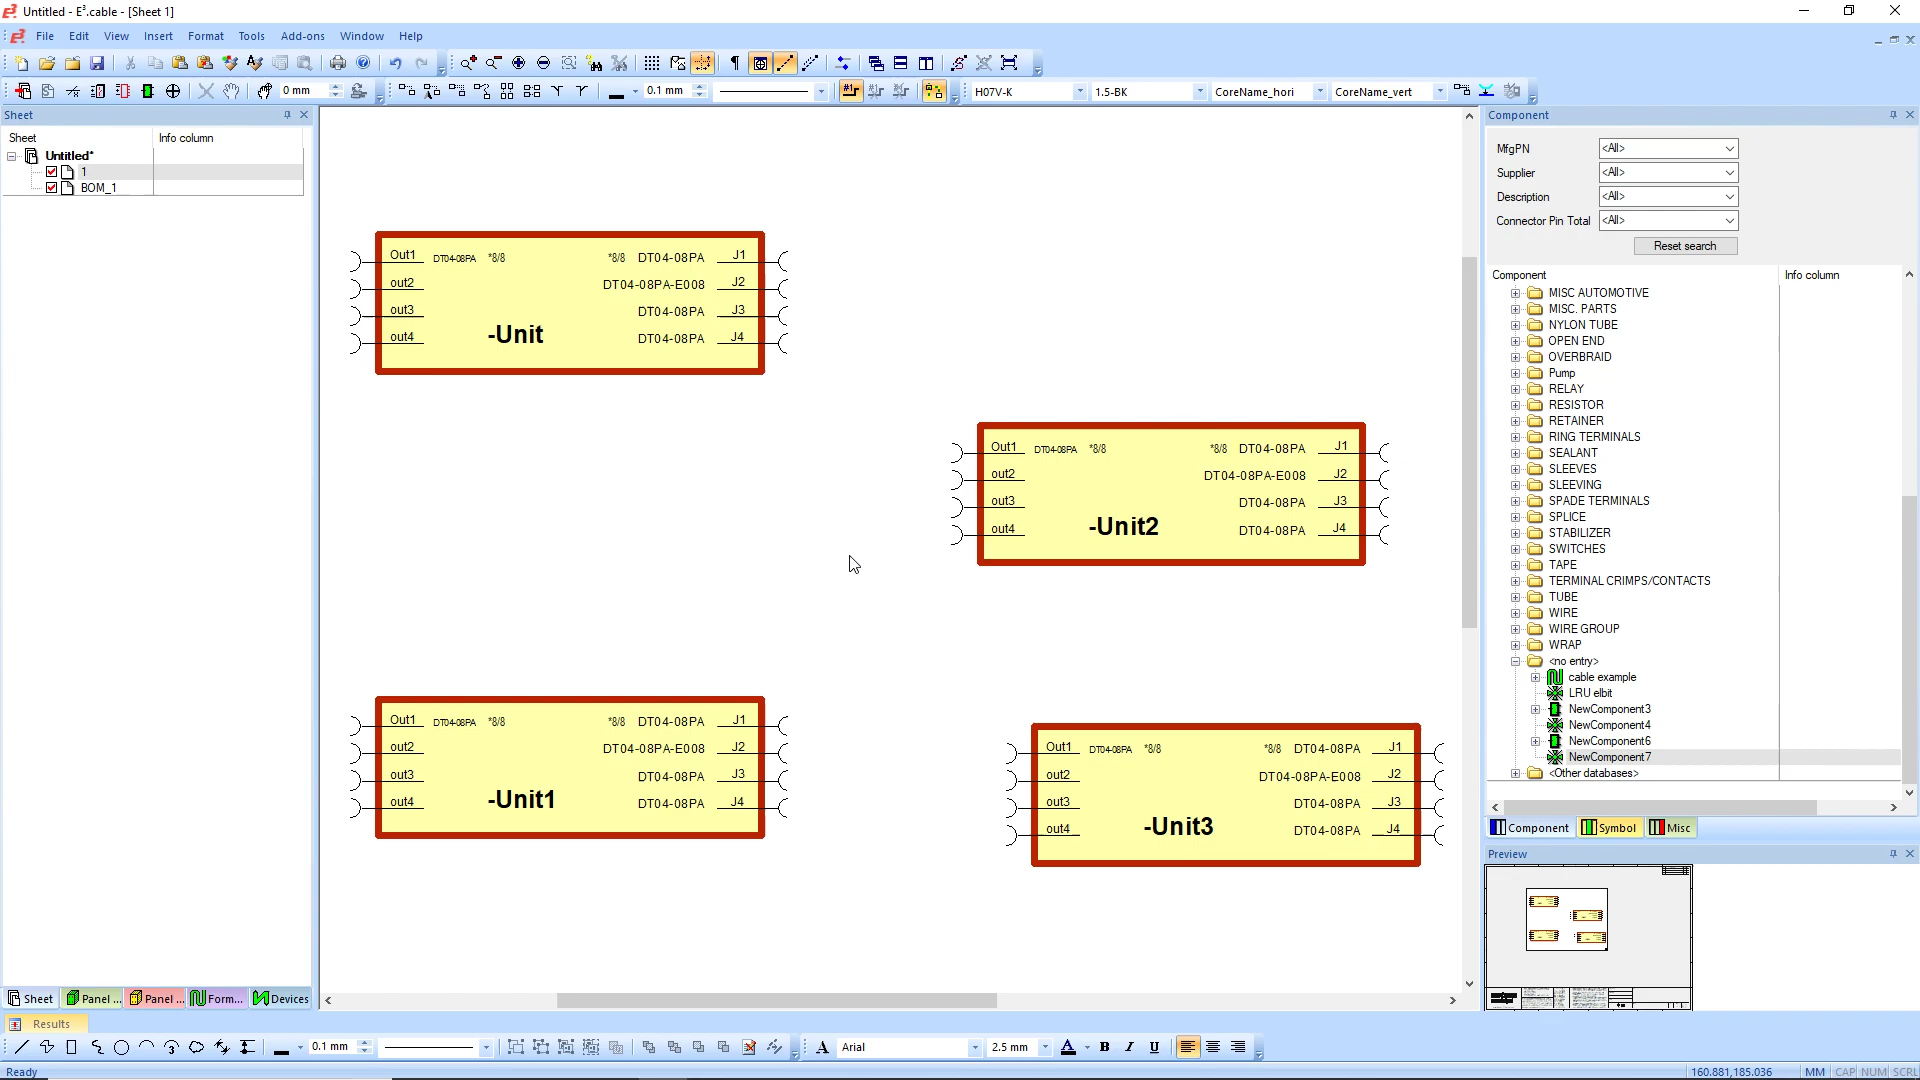 Untitled - E³.cable - [Sheet 1]
File Edit View Insert Format Tools Add-ons Window Help
0 mm 0.1 mm H07V-K 1.5-BK CoreName_hori CoreName_vert
Sheet
Sheet Info column
Untitled*
1
BOM_1
Out1 DT04-08PA *8/8 *8/8 DT04-08PA J1
out2 DT04-08PA-E008 J2
out3 DT04-08PA J3
out4 -Unit DT04-08PA J4
Out1 DT04-08PA *8/8 *8/8 DT04-08PA J1
out2 DT04-08PA-E008 J2
out3 DT04-08PA J3
out4 -Unit2 DT04-08PA J4
Out1 DT04-08PA *8/8 *8/8 DT04-08PA J1
out2 DT04-08PA-E008 J2
out3 DT04-08PA J3
out4 -Unit1 DT04-08PA J4
Out1 DT04-08PA *8/8 *8/8 DT04-08PA J1
out2 DT04-08PA-E008 J2
out3 DT04-08PA J3
out4 -Unit3 DT04-08PA J4
Component
MfgPN <All>
Supplier <All>
Description <All>
Connector Pin Total <All>
Reset search
Component Info column
MISC AUTOMOTIVE
MISC. PARTS
NYLON TUBE
OPEN END
OVERBRAID
Pump
RELAY
RESISTOR
RETAINER
RING TERMINALS
SEALANT
SLEEVES
SLEEVING
SPADE TERMINALS
SPLICE
STABILIZER
SWITCHES
TAPE
TERMINAL CRIMPS/CONTACTS
TUBE
WIRE
WIRE GROUP
WRAP
<no entry>
cable example
LRU elbit
NewComponent3
NewComponent4
NewComponent6
NewComponent7
<Other databases>
Component Symbol Misc
Preview
Sheet Panel ... Panel ... Form... Devices
Results
0.1 mm A Arial 2.5 mm A B I U
Ready 160.881,185.036 MM CAP NUM SCRL